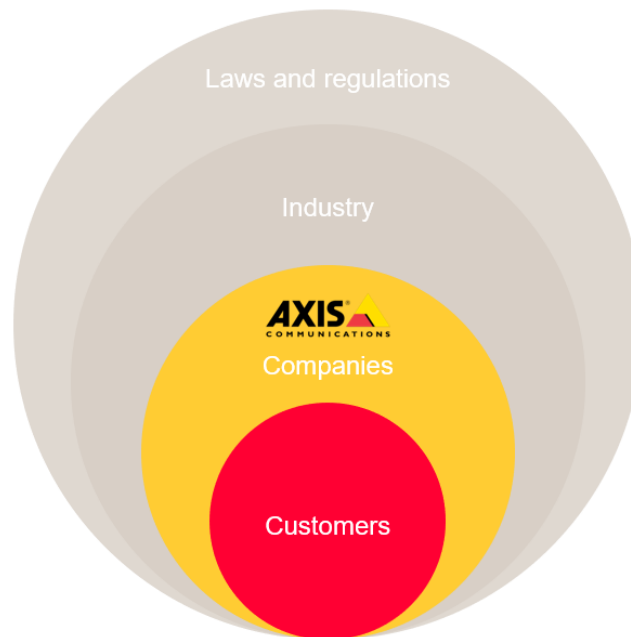 Laws and regulations
Industry
AXIS
COMMUNICATIONS
Companies
Customers